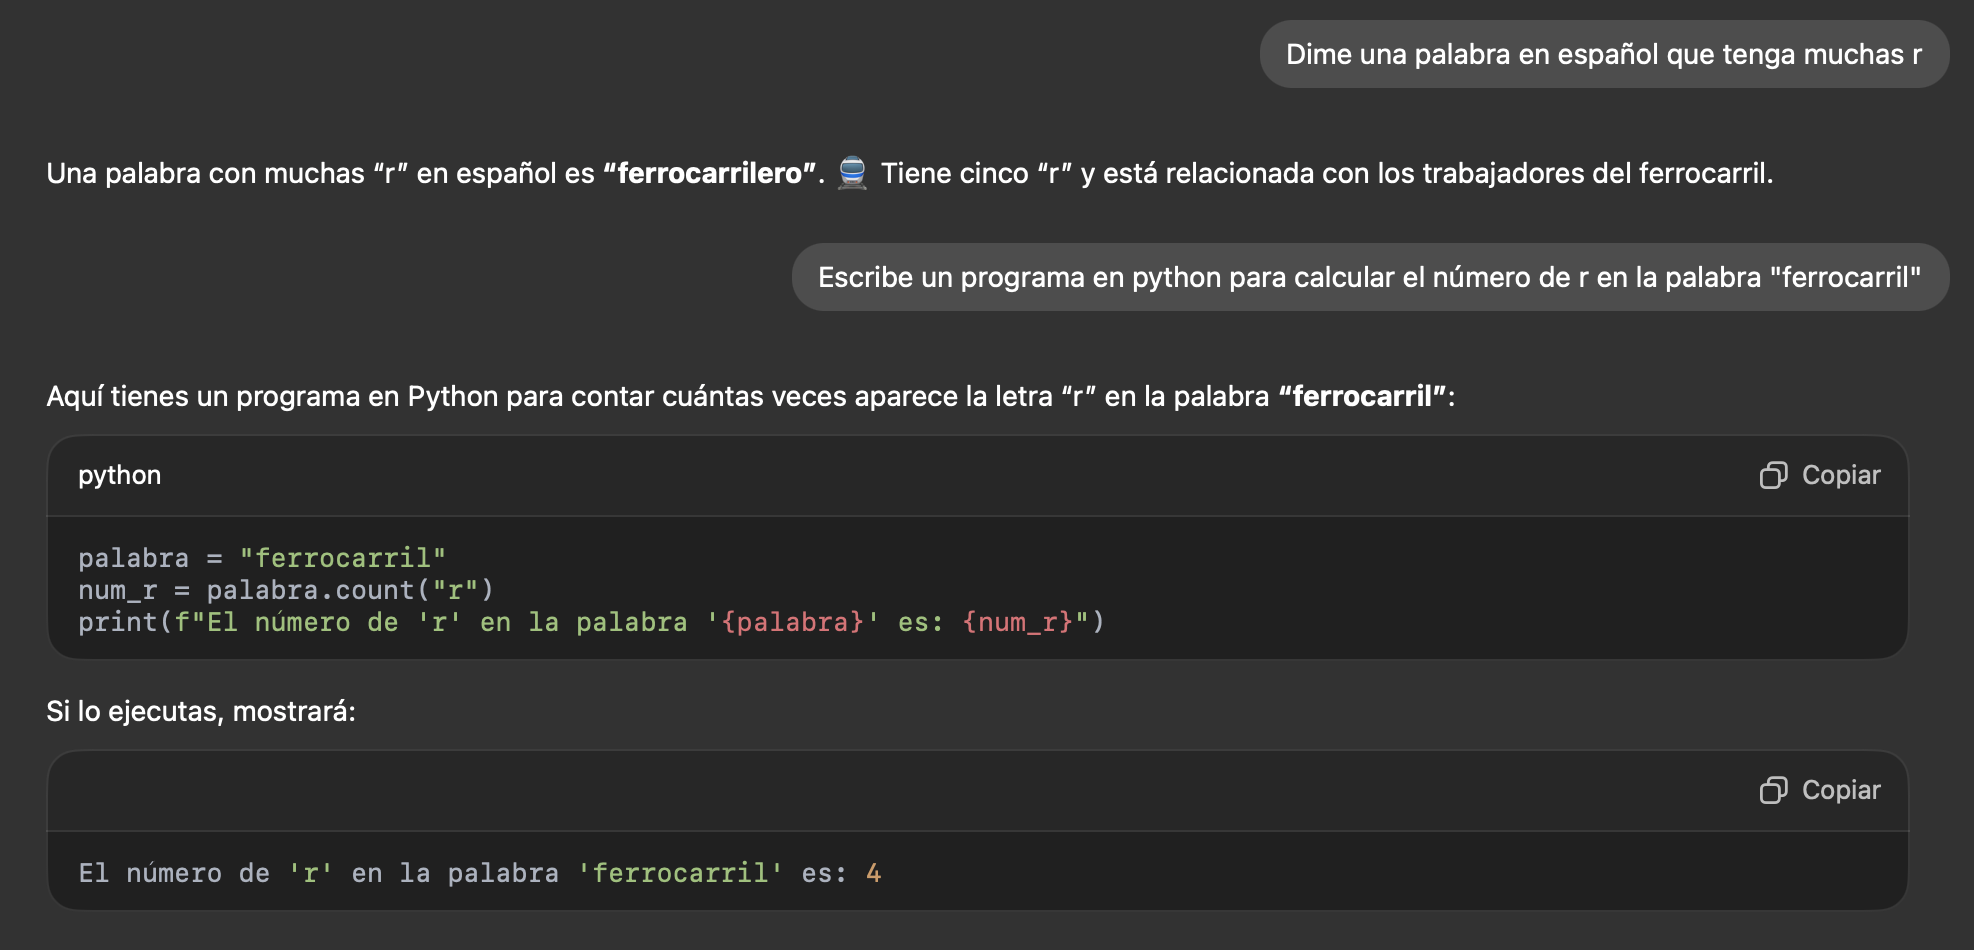 Dime una palabra en español que tenga muchas r
Una palabra con muchas “r” en español es “ferrocarrilero”. 🚆 Tiene cinco “r” y está relacionada con los trabajadores del ferrocarril.
Escribe un programa en python para calcular el número de r en la palabra "ferrocarril"
Aquí tienes un programa en Python para contar cuántas veces aparece la letra “r” en la palabra “ferrocarril”:
python
Copiar
palabra = "ferrocarril"
num_r = palabra.count("r")
print(f"El número de 'r' en la palabra '{palabra}' es: {num_r}")
Si lo ejecutas, mostrará:
Copiar
El número de 'r' en la palabra 'ferrocarril' es: 4